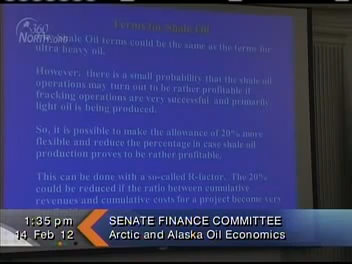 360
NORTH.ORG
Terms for Shale Oil
The Shale Oil terms could be the same as the terms for
ultra heavy oil.
However: there is a small probability that the shale oil
operations may turn out to be rather profitable if
fracking operations are very successful and primarily
light oil is being produced.
So, it is possible to make the allowance of 20% more
flexible and reduce the percentage in case shale oil
production proves to be rather profitable.
This can be done with a so-called R-factor. The 20%
could be reduced if the ratio between cumulative
revenues and cumulative costs for a project become very
1:35 pm
SENATE FINANCE COMMITTEE
14 Feb 12
Arctic and Alaska Oil Economics